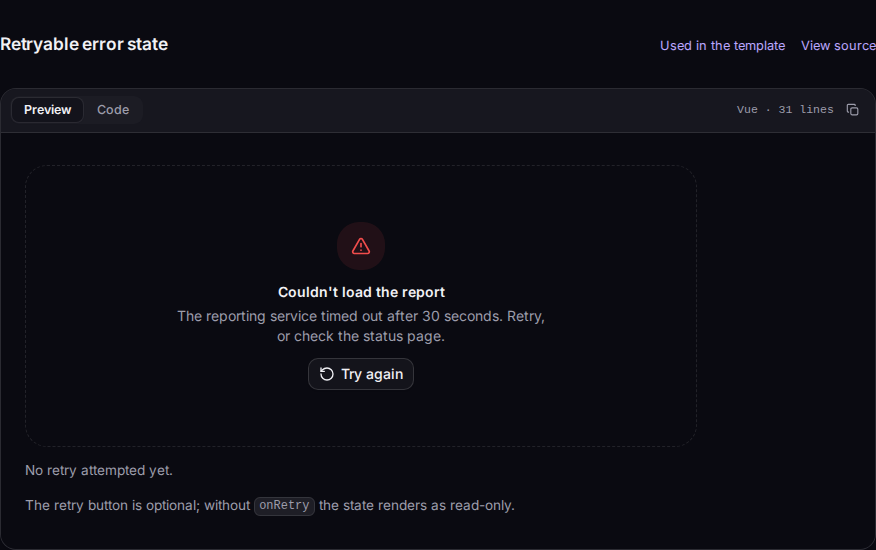 Retryable error state
Used in the template View source
Preview Code
Vue · 31 lines
Couldn't load the report
The reporting service timed out after 30 seconds. Retry,
or check the status page.
Try again
No retry attempted yet.
The retry button is optional; without onRetry the state renders as read-only.